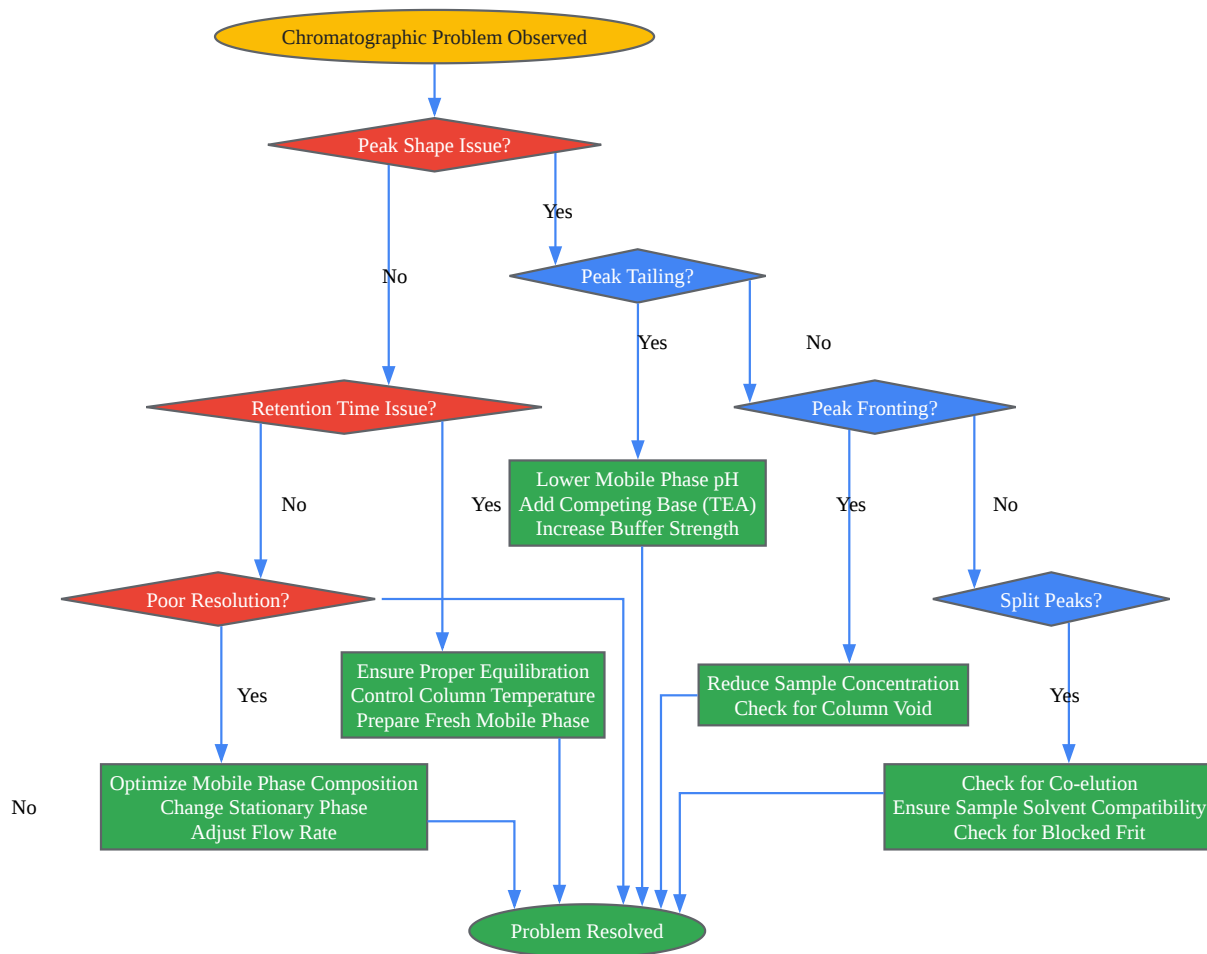 Chromatographic Problem Observed
Peak Shape Issue?
Yes
No
Peak Tailing?
Yes
No
Retention Time Issue?
Peak Fronting?
No
Yes
Lower Mobile Phase pH
Add Competing Base (TEA)
Increase Buffer Strength
Yes
No
Poor Resolution?
Split Peaks?
Yes
Ensure Proper Equilibration
Control Column Temperature
Prepare Fresh Mobile Phase
Reduce Sample Concentration
Check for Column Void
Yes
No
Optimize Mobile Phase Composition
Change Stationary Phase
Adjust Flow Rate
Check for Co-elution
Ensure Sample Solvent Compatibility
Check for Blocked Frit
Problem Resolved